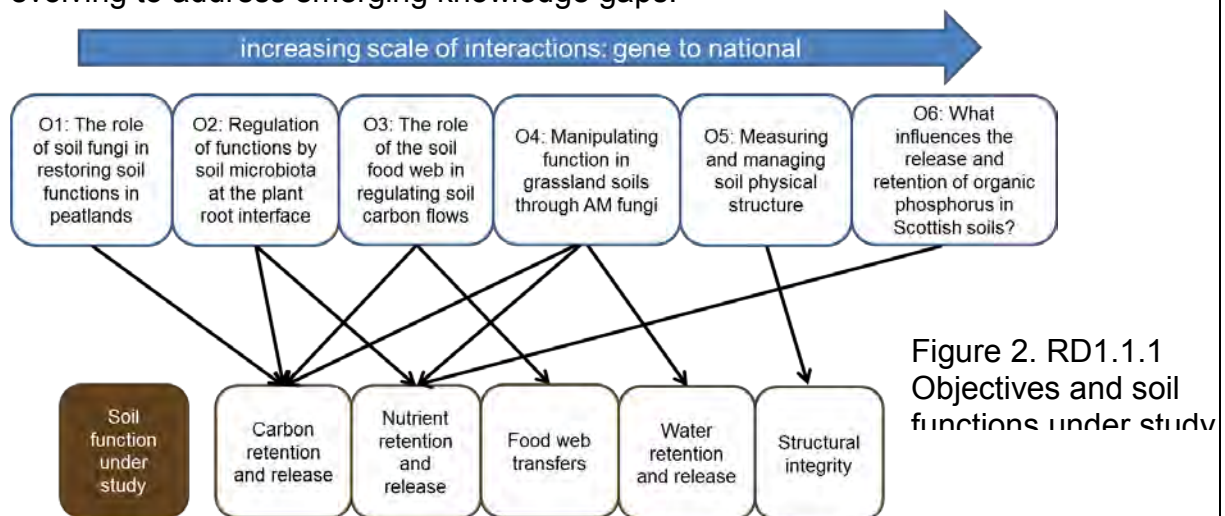 evolving to address emerging knowledge gaps.
increasing scale of interactions: gene to national
O1: The role
of soil fungi in
restoring soil
functions in
peatlands
O2: Regulation
of functions by
soil microbiota
at the plant
root interface
O3: The role
of the soil
food web in
regulating soil
carbon flows
O4: Manipulating
function in
grassland soils
through AM fungi
O5: Measuring
and managing
soil physical
structure
O6: What
influences the
release and
retention of organic
phosphorus in
Scottish soils?
Soil
function
under
study
Carbon
retention
and release
Nutrient
retention
and
release
Food web
transfers
Water
retention
and release
Structural
integrity
Figure 2. RD1.1.1
Objectives and soil
functions under study